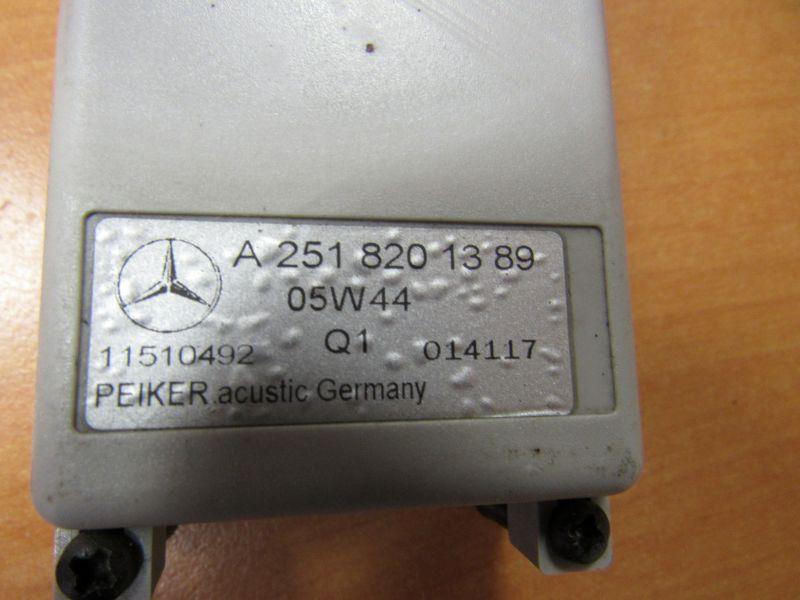 A 251 820 13 89
05W44
Q1
11510492 014117
PEIKER acustic Germany